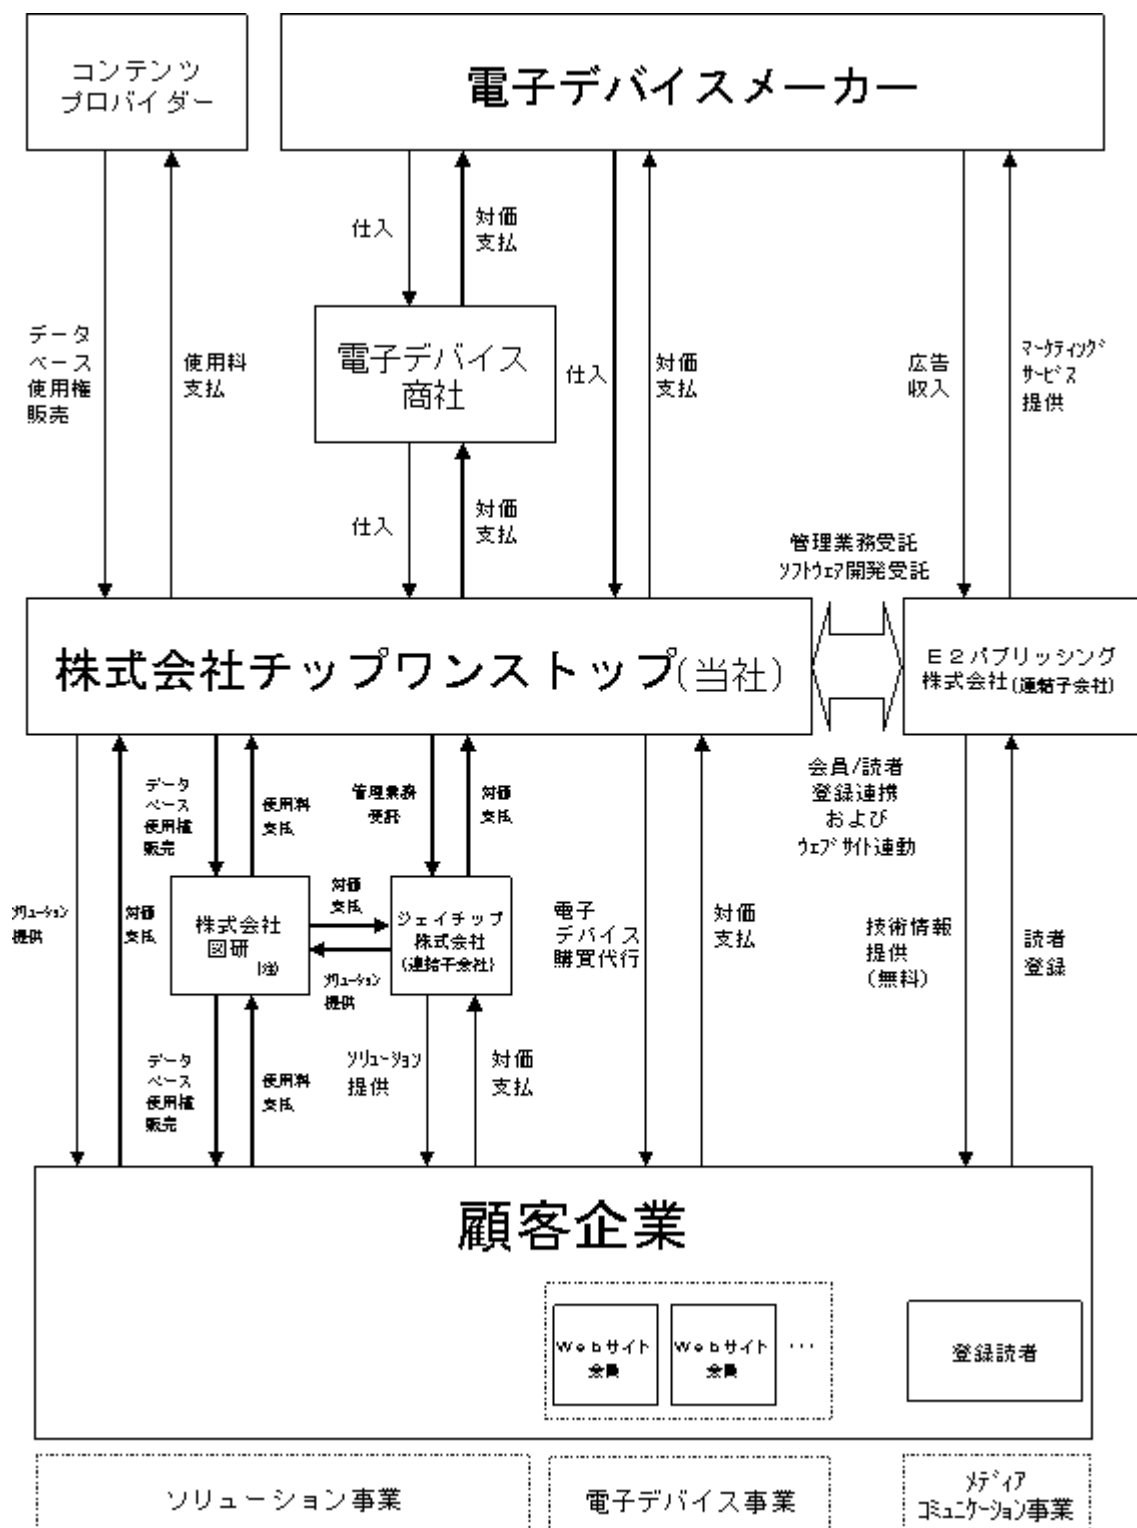 コンテンツ
プロバイダー
電子デバイスメーカー
仕入
対価
支払
データ
ベース
使用権
販売
使用料
支払
電子デバイス
商社
仕入
対価
支払
広告
収入
マーケティング
サービス
提供
仕入
対価
支払
管理業務受託
ソフトウェア開発受託
株式会社チップワンストップ(当社)
E2パブリッシング
株式会社(連結子会社)
会員/読者
登録連携
および
ウェブサイト連動
ソリューション
提供
対価
支払
データ
ベース
使用権
販売
使用料
支払
管理業務
受託
対価
支払
株式会社
図研(注)
対価
支払
ソリューション
提供
ジェイチップ
株式会社
(連結子会社)
電子
デバイス
購買代行
対価
支払
技術情報
提供
(無料)
読者
登録
データ
ベース
使用権
販売
使用料
支払
ソリューション
提供
対価
支払
顧客企業
Webサイト
会員
Webサイト
会員
…
登録読者
ソリューション事業
電子デバイス事業
メディア
コミュニケーション事業